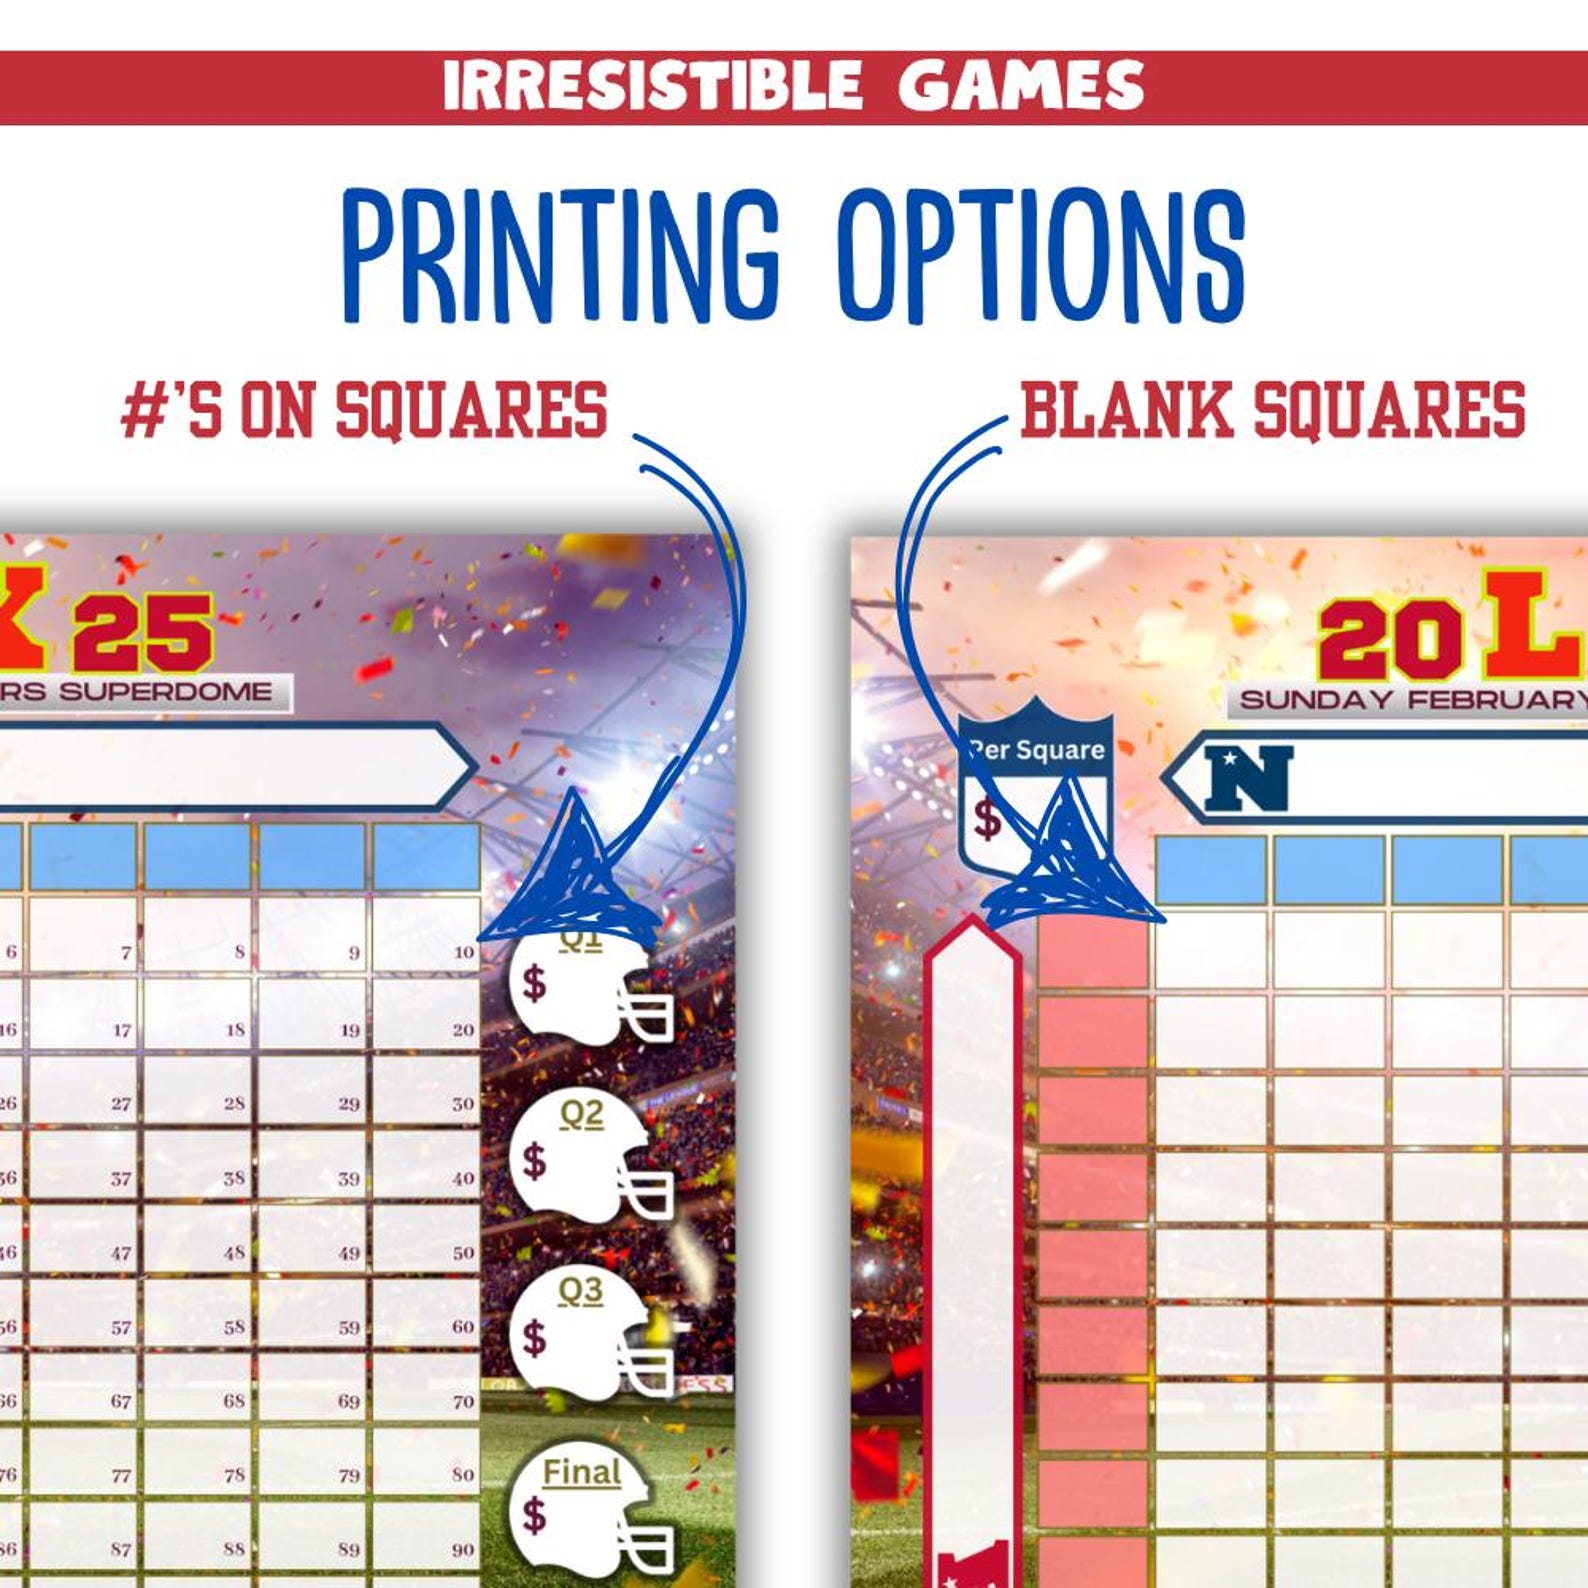 IRRESISTIBLE GAMES
PRINTING OPTIONS
#'S ON SQUARES
BLANK SQUARES
X 25
RS SUPERDOME
20 L
SUNDAY FEBRUARY
Per Square
$
N
6 7 8 9 10
16 17 18 19 20
26 27 28 29 30
36 37 38 39 40
46 47 48 49 50
56 57 58 59 60
66 67 68 69 70
76 77 78 79 80
86 87 88 89 90
Q1
$
Q2
$
Q3
$
Final
$